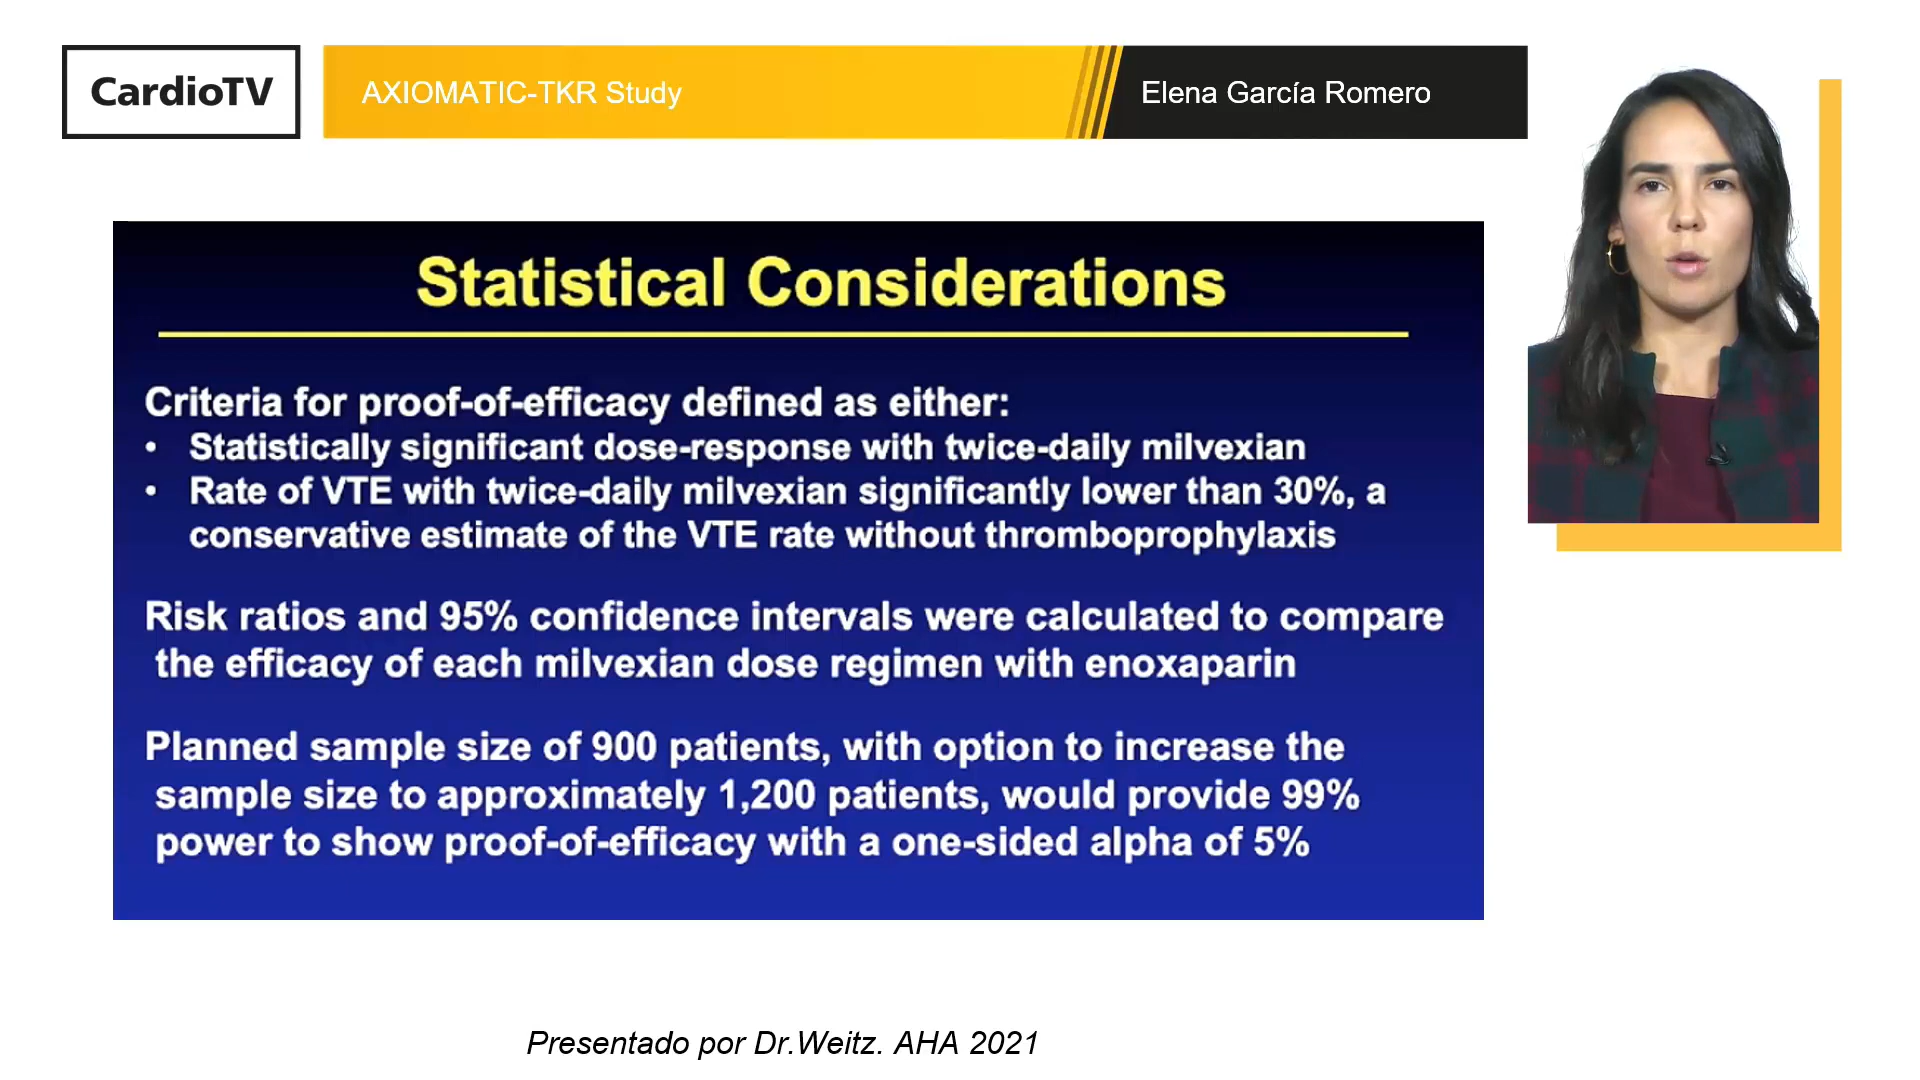 CardioTV
AXIOMATIC-TKR Study
Elena García Romero
Statistical Considerations
Criteria for proof-of-efficacy defined as either:
• Statistically significant dose-response with twice-daily milvexian
• Rate of VTE with twice-daily milvexian significantly lower than 30%, a
conservative estimate of the VTE rate without thromboprophylaxis
Risk ratios and 95% confidence intervals were calculated to compare
the efficacy of each milvexian dose regimen with enoxaparin
Planned sample size of 900 patients, with option to increase the
sample size to approximately 1,200 patients, would provide 99%
power to show proof-of-efficacy with a one-sided alpha of 5%
Presentado por Dr.Weitz. AHA 2021